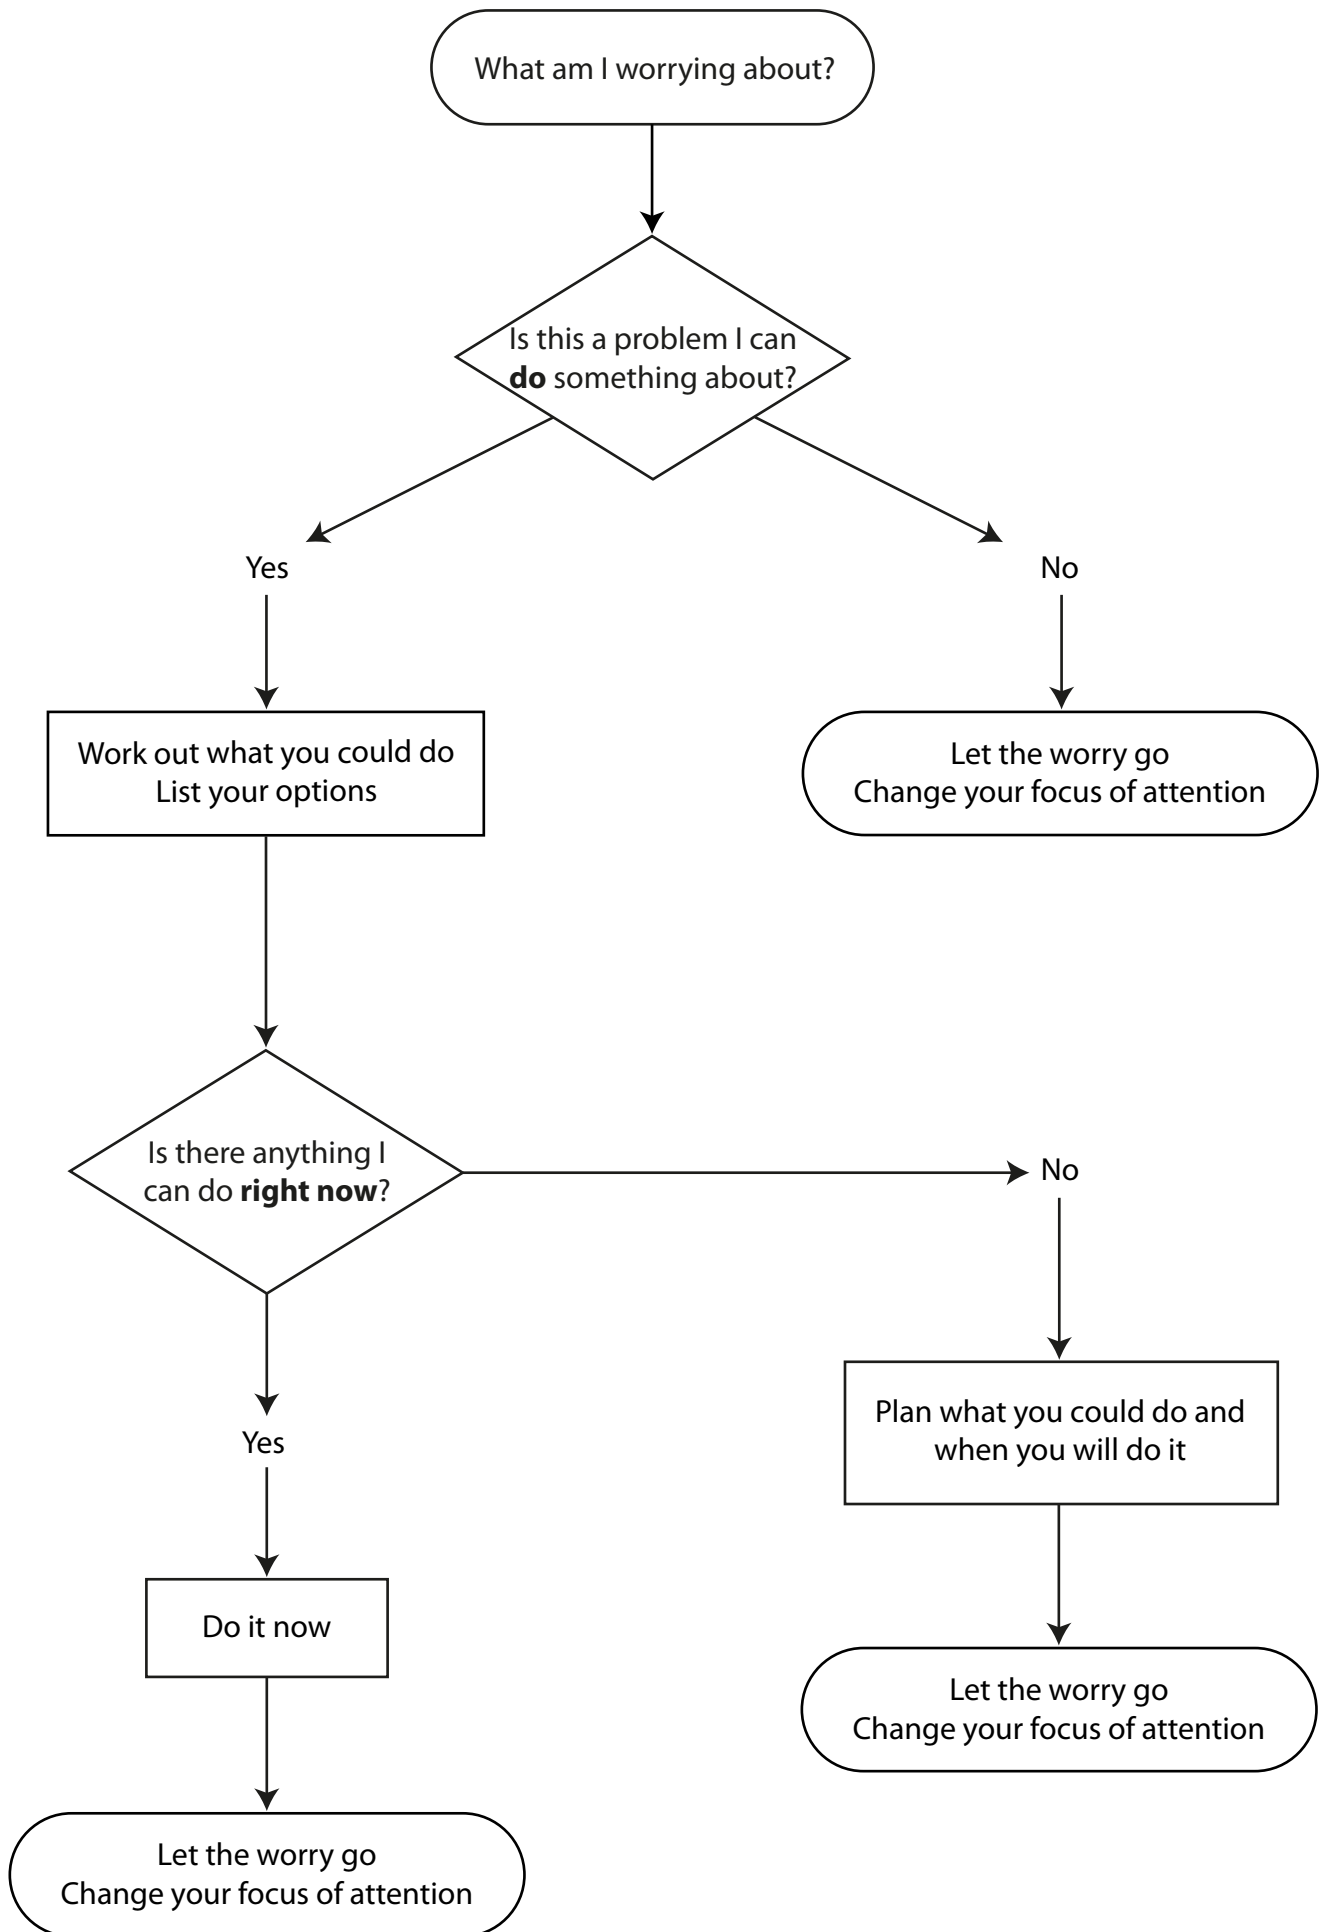 What am I worrying about?
Is this a problem I can
do something about?
Yes
No
Work out what you could do
List your options
Let the worry go
Change your focus of attention
Is there anything I
can do right now?
No
Yes
Plan what you could do and
when you will do it
Do it now
Let the worry go
Change your focus of attention
Let the worry go
Change your focus of attention